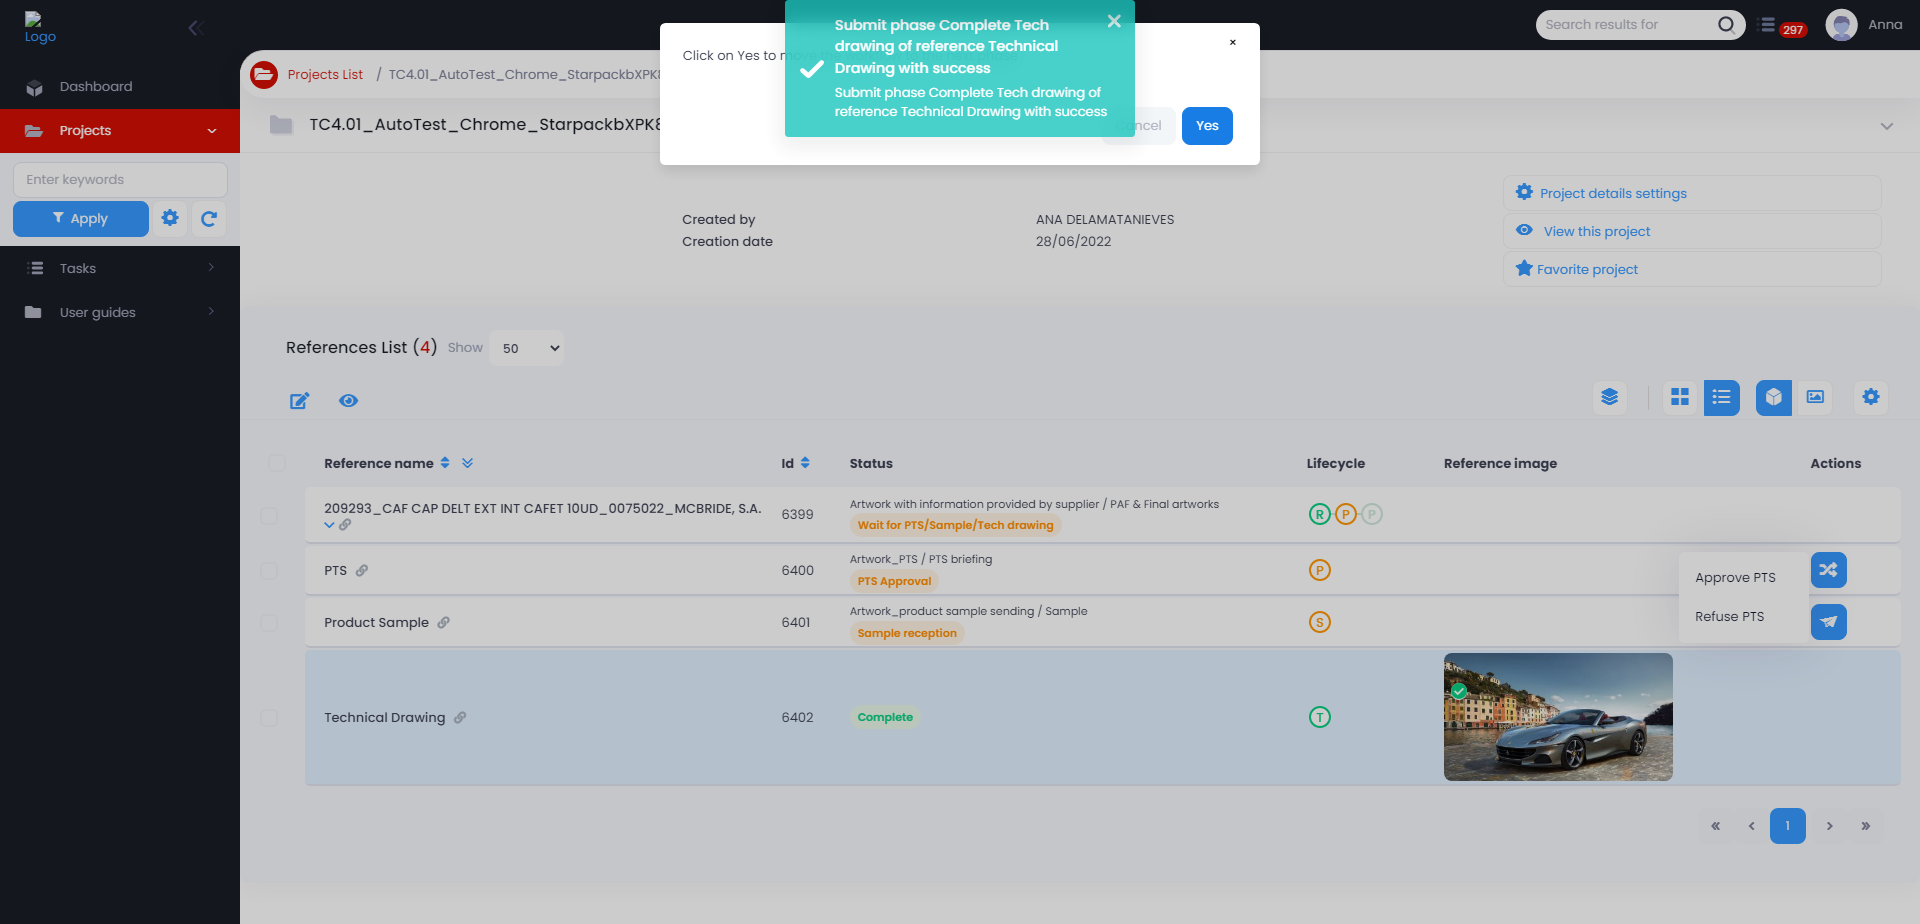 Logo
Search results for
297
Anna
Submit phase Complete Tech
drawing of reference Technical
Drawing with success
Submit phase Complete Tech drawing of
reference Technical Drawing with success
Click on Yes to move
×
Cancel
Yes
Dashboard
Projects
Enter keywords
Apply
Tasks
User guides
Projects List / TC4.01_AutoTest_Chrome_StarpackbXPK8
TC4.01_AutoTest_Chrome_StarpackbXPK8
Created by ANA DELAMATANIEVES
Creation date 28/06/2022
Project details settings
View this project
Favorite project
References List (4) Show 50
Reference name Id Status Lifecycle Reference image Actions
209293_CAF CAP DELT EXT INT CAFET 10UD_0075022_MCBRIDE, S.A. 6399 Artwork with information provided by supplier / PAF & Final artworks
Wait for PTS/Sample/Tech drawing R P P
PTS 6400 Artwork_PTS / PTS briefing
PTS Approval P
Approve PTS
Refuse PTS
Product Sample 6401 Artwork_product sample sending / Sample
Sample reception S
Technical Drawing 6402 Complete T
« ‹ 1 › »